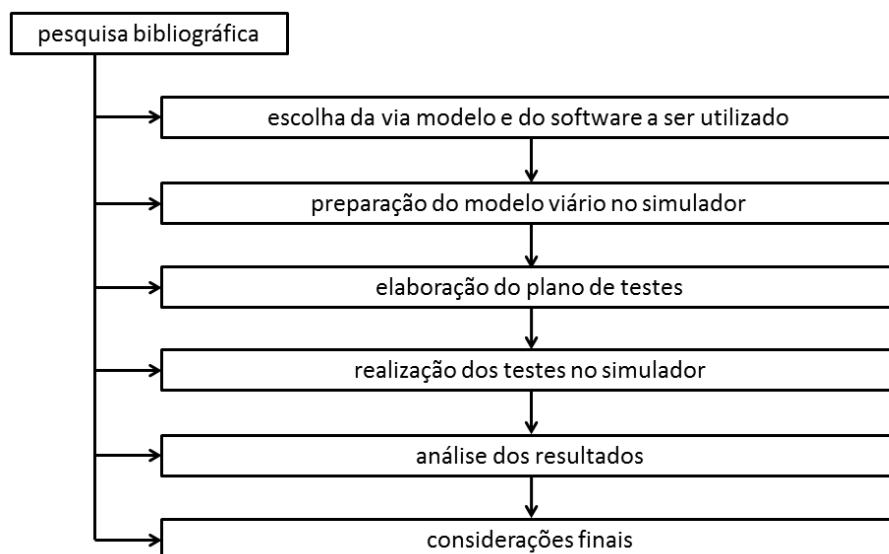 pesquisa bibliográfica
escolha da via modelo e do software a ser utilizado
preparação do modelo viário no simulador
elaboração do plano de testes
realização dos testes no simulador
análise dos resultados
considerações finais